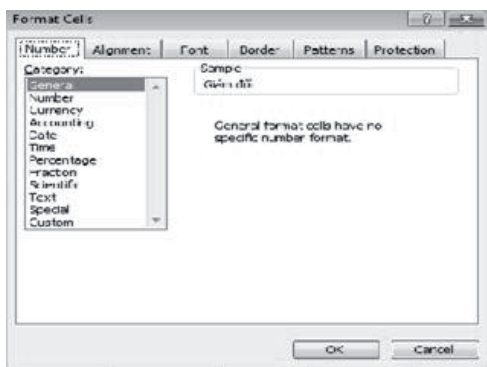 Format Cells
Number Alignment Font Border Patterns Protection
Category:
General
Number
Currency
Accounting
Date
Time
Percentage
Fraction
Scientific
Text
Special
Custom
Sample
General format cells have no
specific number format.
OK Cancel